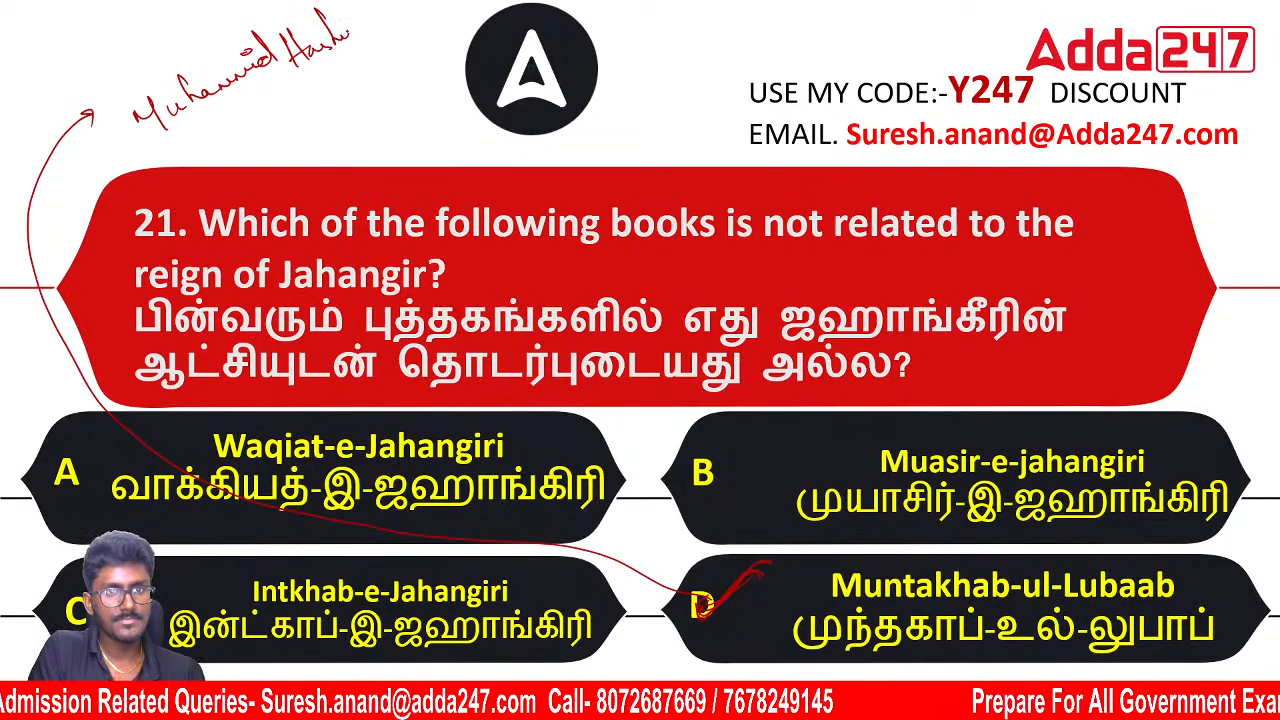 Muhammid Hashi
Adda247
USE MY CODE:-Y247 DISCOUNT
EMAIL. Suresh.anand@Adda247.com
21. Which of the following books is not related to the
reign of Jahangir?
பின்வரும் புத்தகங்களில் எது ஜஹாங்கீரின்
ஆட்சியுடன் தொடர்புடையது அல்ல?
A
Waqiat-e-Jahangiri
வாக்கியத்-இ-ஜஹாங்கிரி
B
Muasir-e-jahangiri
முயாசிர்-இ-ஜஹாங்கிரி
C
Intkhab-e-Jahangiri
இன்ட்காப்-இ-ஜஹாங்கிரி
D
Muntakhab-ul-Lubaab
முந்தகாப்-உல்-லுபாப்
Admission Related Queries- Suresh.anand@adda247.com Call- 8072687669 / 7678249145 Prepare For All Government Exa